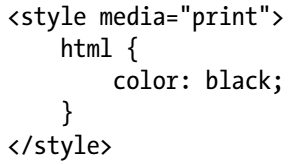 <style media="print">
    html {
        color: black;
    }
</style>